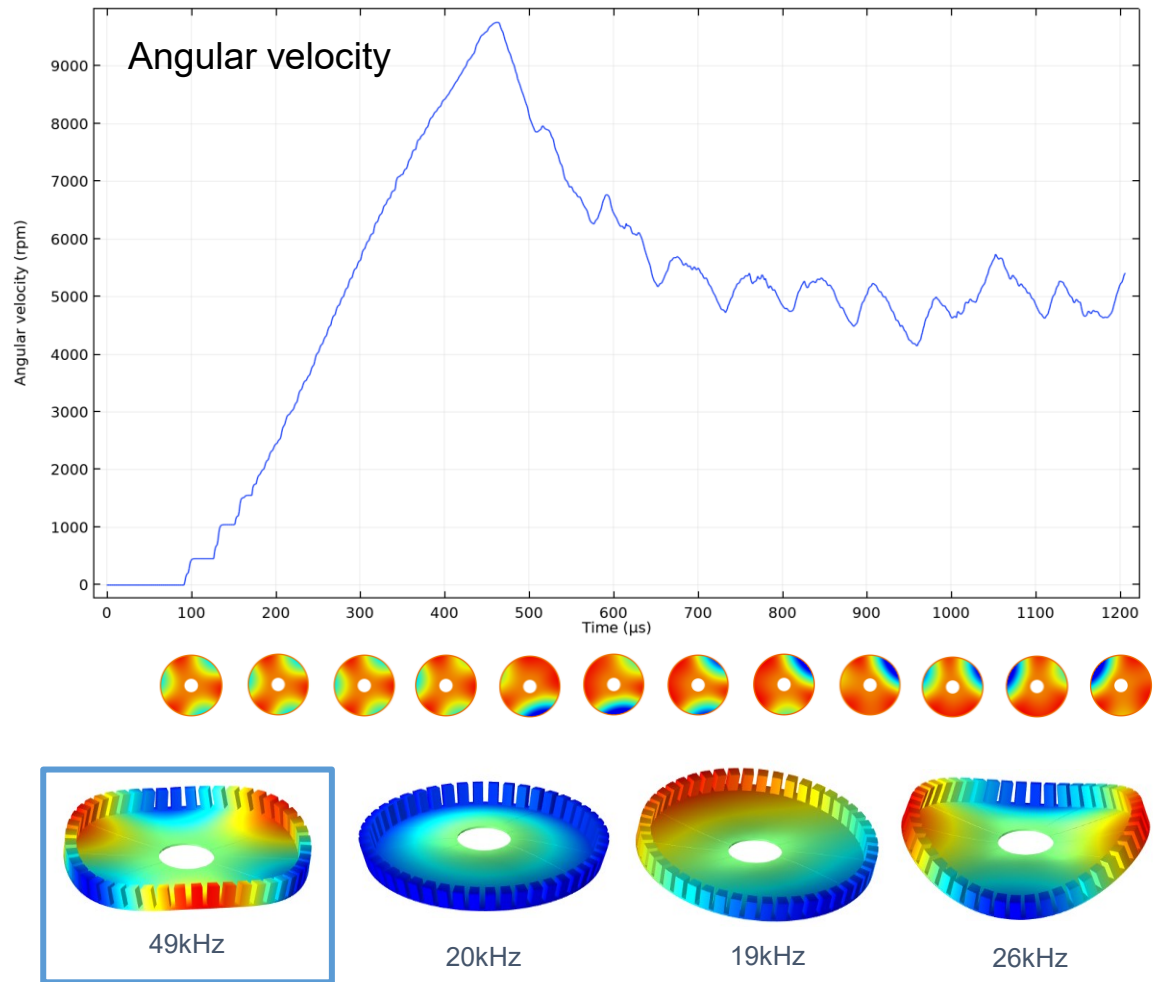 Angular velocity
9000
8000
7000
6000
5000
4000
3000
2000
1000
0
Angular velocity (rpm)
0 100 200 300 400 500 600 700 800 900 1000 1100 1200
Time (µs)
49kHz 20kHz 19kHz 26kHz